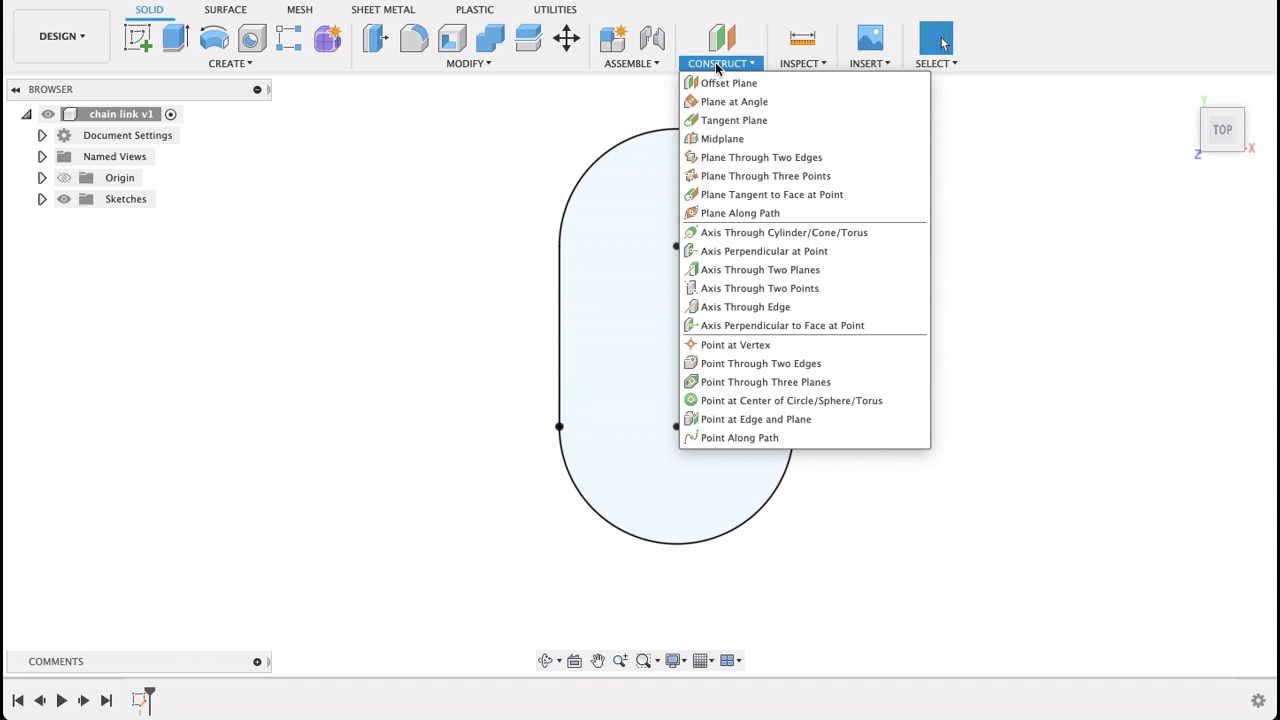 SOLID SURFACE MESH SHEET METAL PLASTIC UTILITIES
DESIGN
CREATE MODIFY ASSEMBLE CONSTRUCT INSPECT INSERT SELECT
BROWSER
chain link v1
Document Settings
Named Views
Origin
Sketches
Offset Plane
Plane at Angle
Tangent Plane
Midplane
Plane Through Two Edges
Plane Through Three Points
Plane Tangent to Face at Point
Plane Along Path
Axis Through Cylinder/Cone/Torus
Axis Perpendicular at Point
Axis Through Two Planes
Axis Through Two Points
Axis Through Edge
Axis Perpendicular to Face at Point
Point at Vertex
Point Through Two Edges
Point Through Three Planes
Point at Center of Circle/Sphere/Torus
Point at Edge and Plane
Point Along Path
Y
TOP
Z
X
COMMENTS